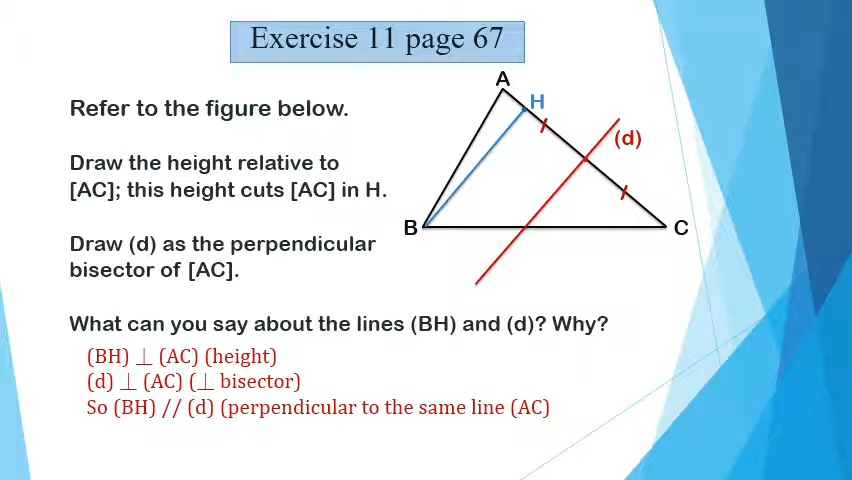 Exercise 11 page 67
Refer to the figure below.
Draw the height relative to
[AC]; this height cuts [AC] in H.
Draw (d) as the perpendicular
bisector of [AC].
A
H
(d)
B
C
What can you say about the lines (BH) and (d)? Why?
(BH) ⊥ (AC) (height)
(d) ⊥ (AC) (⊥ bisector)
So (BH) // (d) (perpendicular to the same line (AC)